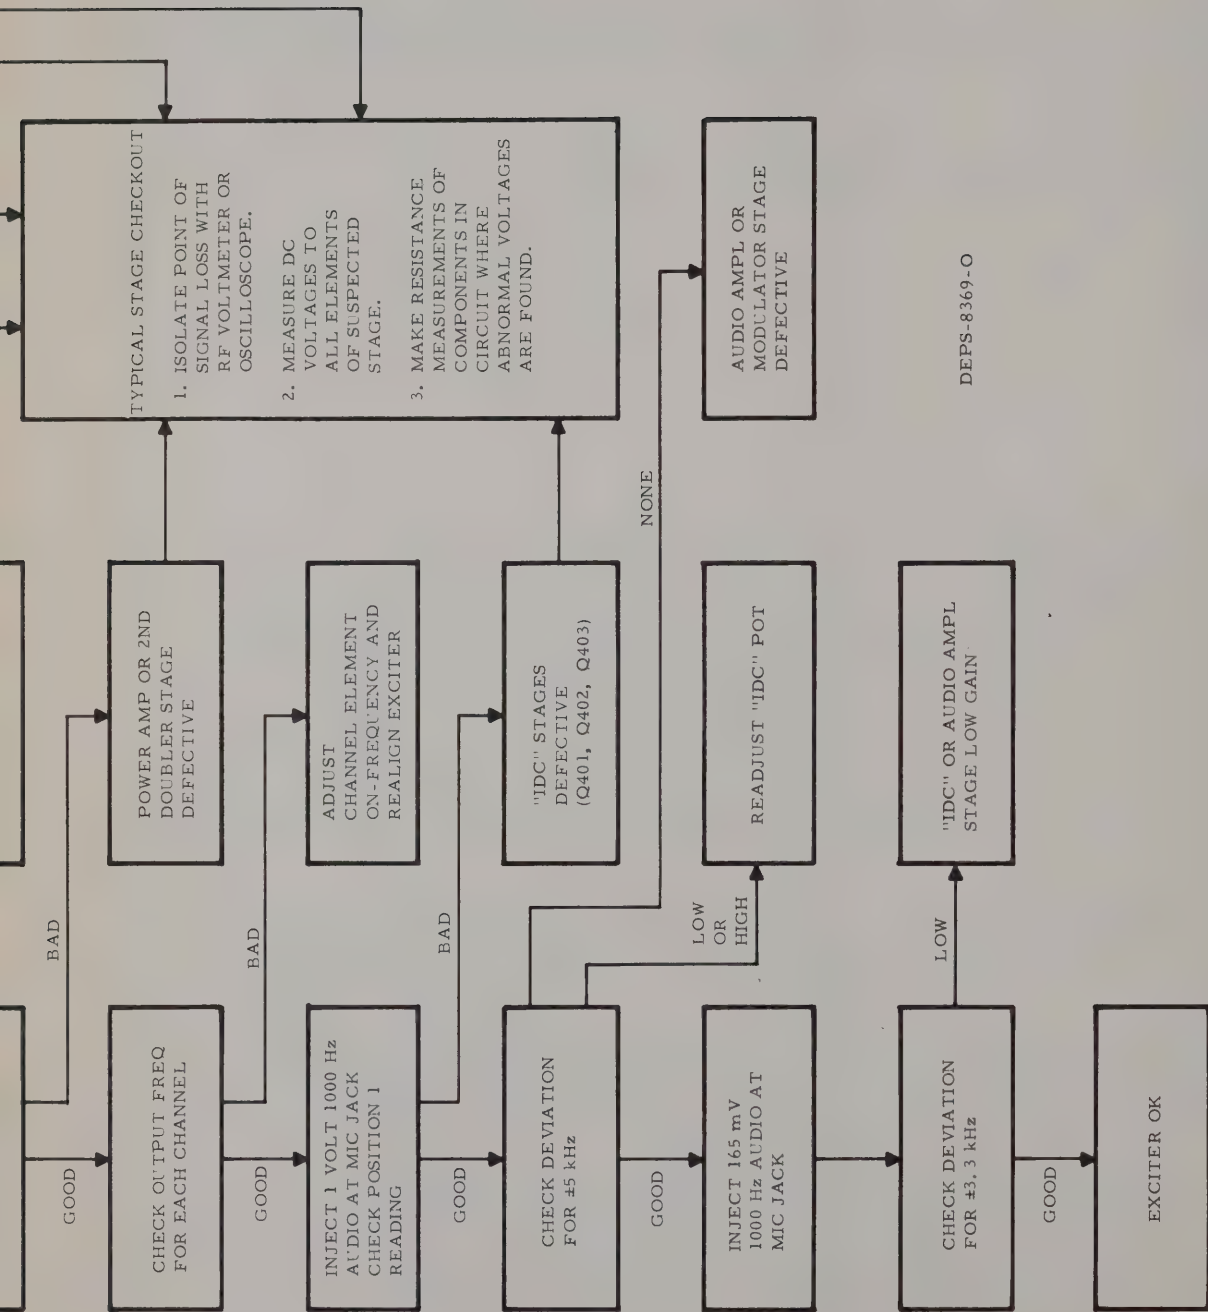 GOOD
BAD
POWER AMP OR 2ND
DOUBLER STAGE
DEFECTIVE
TYPICAL STAGE CHECKOUT
1. ISOLATE POINT OF
SIGNAL LOSS WITH
RF VOLTMETER OR
OSCILLOSCOPE.
2. MEASURE DC
VOLTAGES TO
ALL ELEMENTS
OF SUSPECTED
STAGE.
3. MAKE RESISTANCE
MEASUREMENTS OF
COMPONENTS IN
CIRCUIT WHERE
ABNORMAL VOLTAGES
ARE FOUND.
CHECK OUTPUT FREQ
FOR EACH CHANNEL
GOOD
BAD
ADJUST
CHANNEL ELEMENT
ON-FREQUENCY AND
REALIGN EXCITER
INJECT 1 VOLT 1000 Hz
AUDIO AT MIC JACK
CHECK POSITION 1
READING
GOOD
BAD
"IDC" STAGES
DEFECTIVE
(Q401, Q402, Q403)
CHECK DEVIATION
FOR ±5 kHz
NONE
AUDIO AMPL OR
MODULATOR STAGE
DEFECTIVE
LOW
OR
HIGH
READJUST "IDC" POT
GOOD
INJECT 165 mV
1000 Hz AUDIO AT
MIC JACK
CHECK DEVIATION
FOR ±3.3 kHz
LOW
"IDC" OR AUDIO AMPL
STAGE LOW GAIN
GOOD
EXCITER OK
DEPS-8369-O